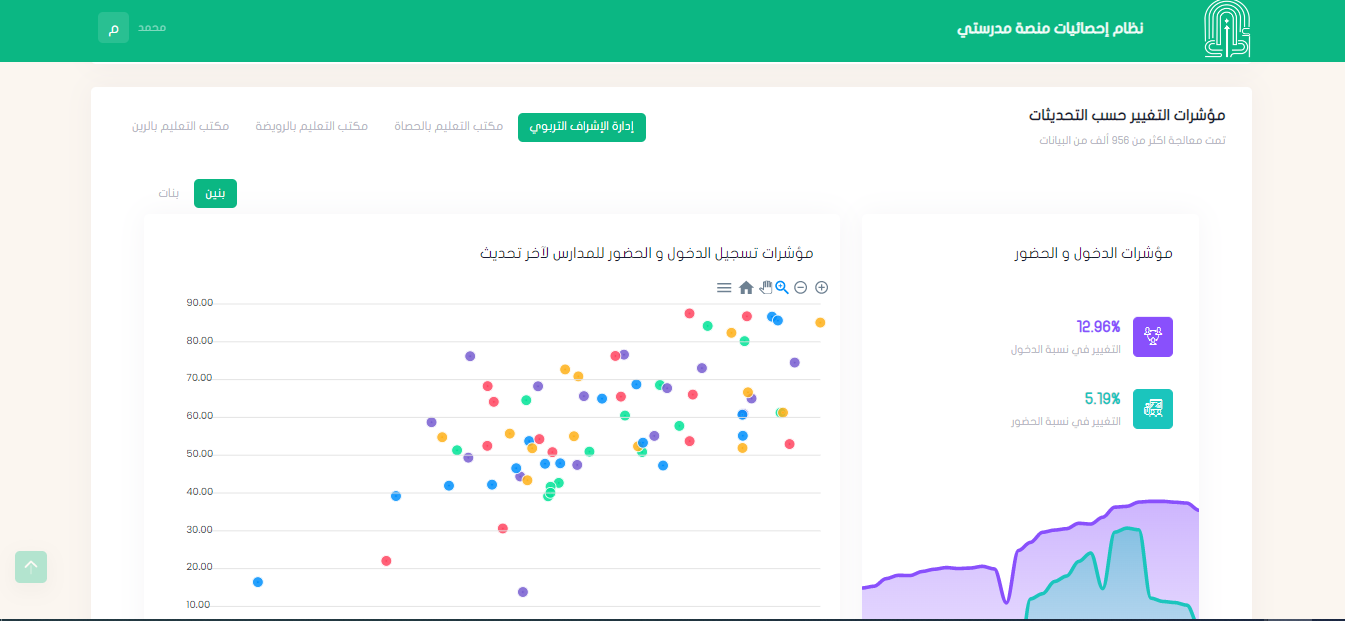 نظام إحصائيات منصة مدرستي
محمد
م
مؤشرات التغيير حسب التحديثات
تمت معالجة اكثر من 956 ألف من البيانات
إدارة الإشراف التربوي
مكتب التعليم بالحصاة
مكتب التعليم بالرويضة
مكتب التعليم بالرين
بنين
بنات
مؤشرات الدخول و الحضور
12.96%
التغيير في نسبة الدخول
5.19%
التغيير في نسبة الحضور
مؤشرات تسجيل الدخول و الحضور للمدارس لآخر تحديث
90.00
80.00
70.00
60.00
50.00
40.00
30.00
20.00
10.00